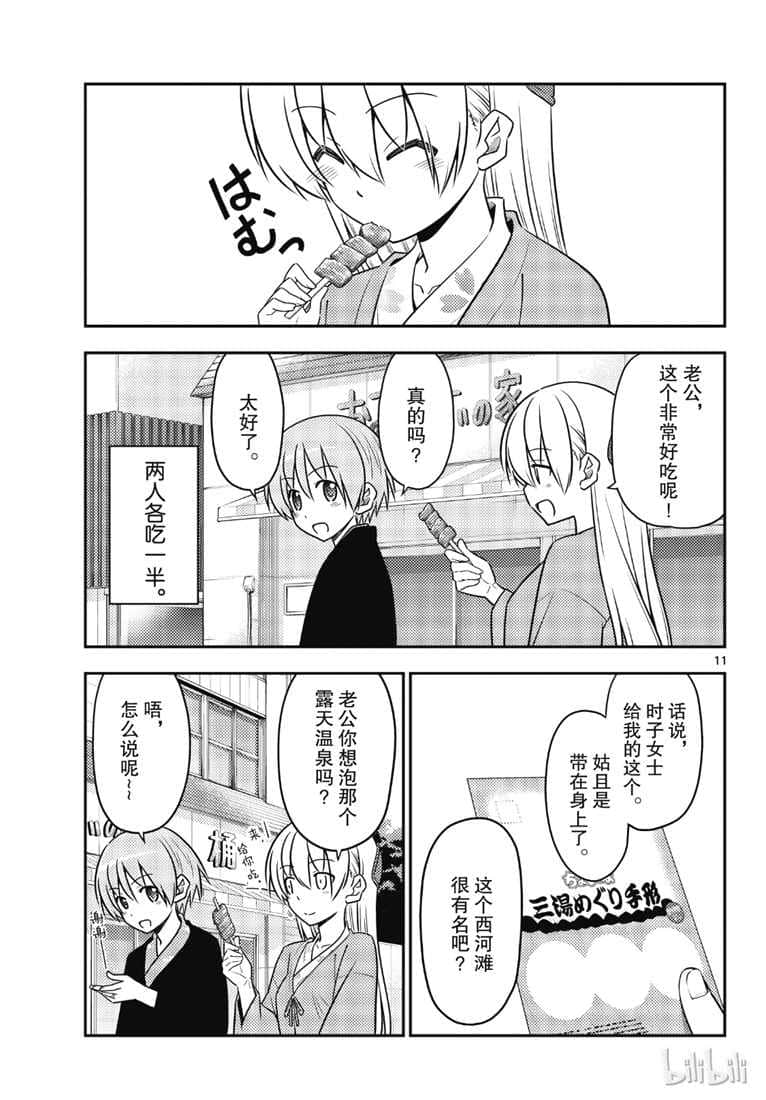 はむっ
老公，
这个非常好吃呢！
真的吗？
太好了。
の家
两人各吃一半。
11
话说，
时子女士
给我的这个。
姑且是
带在身上了。
三湯めぐり手形
这个西河滩
很有名吧？
老公你想泡那个
露天温泉吗？
来！
给你吃
桶
唔，
怎么说呢~~
谢谢
bilibili